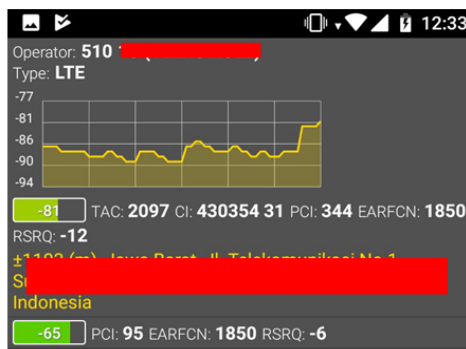 12:33
Operator: 510
Type: LTE
-77
-81
-86
-90
-94
-81 TAC: 2097 CI: 430354 31 PCI: 344 EARFCN: 1850
RSRQ: -12
Indonesia
-65 PCI: 95 EARFCN: 1850 RSRQ: -6